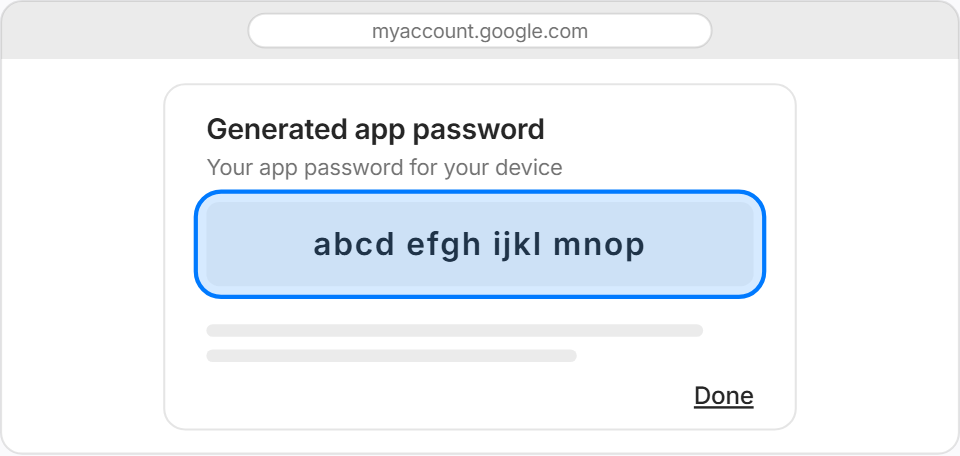 myaccount.google.com
Generated app password
Your app password for your device
abcd efgh ijkl mnop
Done